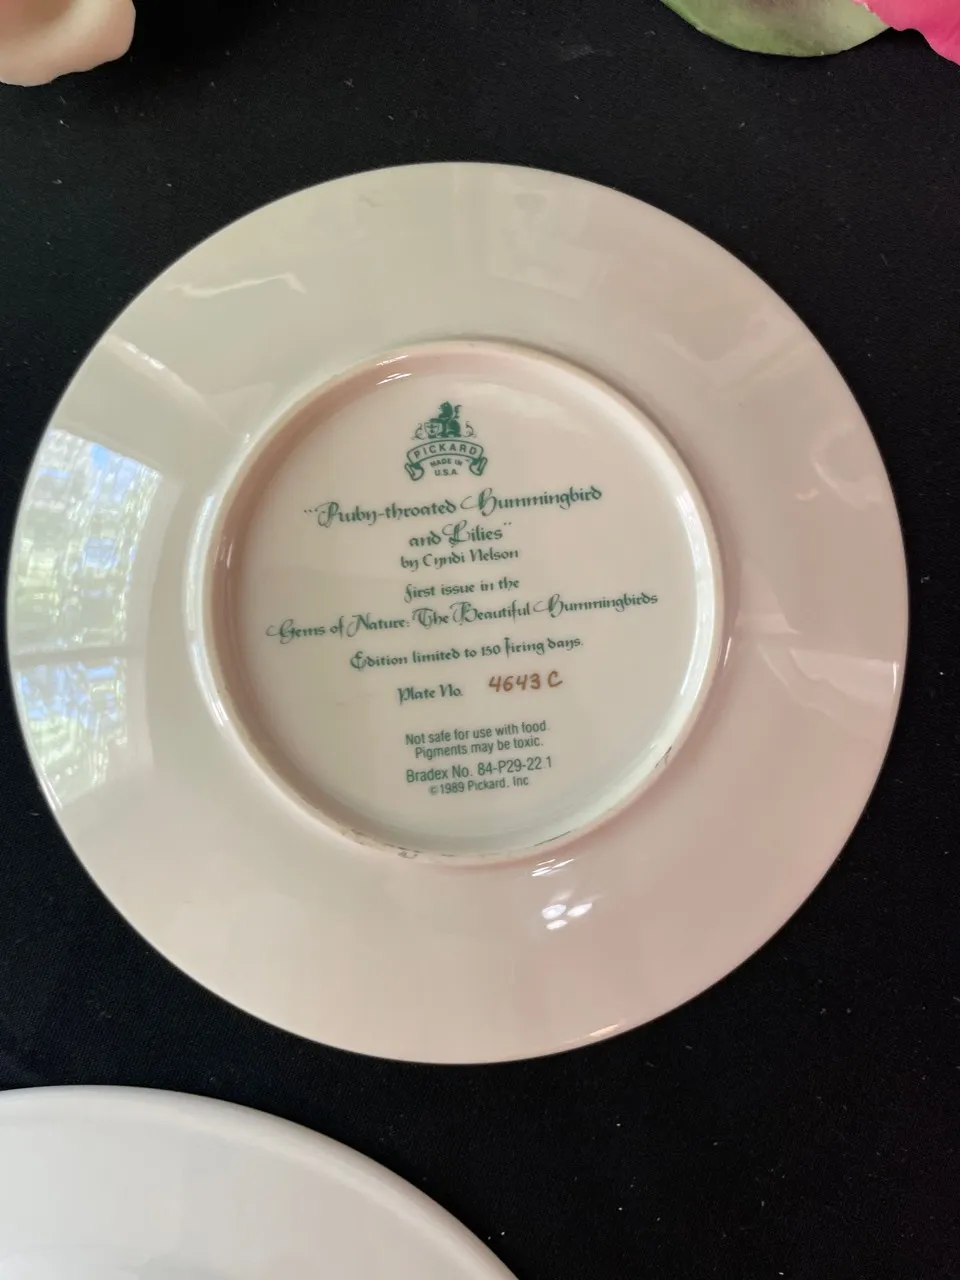 PICKARD
MADE IN
U.S.A.
"Ruby-throated Hummingbird
and Lilies"
by Cyndi Nelson
first issue in the
Gems of Nature: The Beautiful Hummingbirds
Edition limited to 150 firing days.
Plate No. 4643 C
Not safe for use with food.
Pigments may be toxic.
Bradex No. 84-P29-22.1
©1989 Pickard, Inc